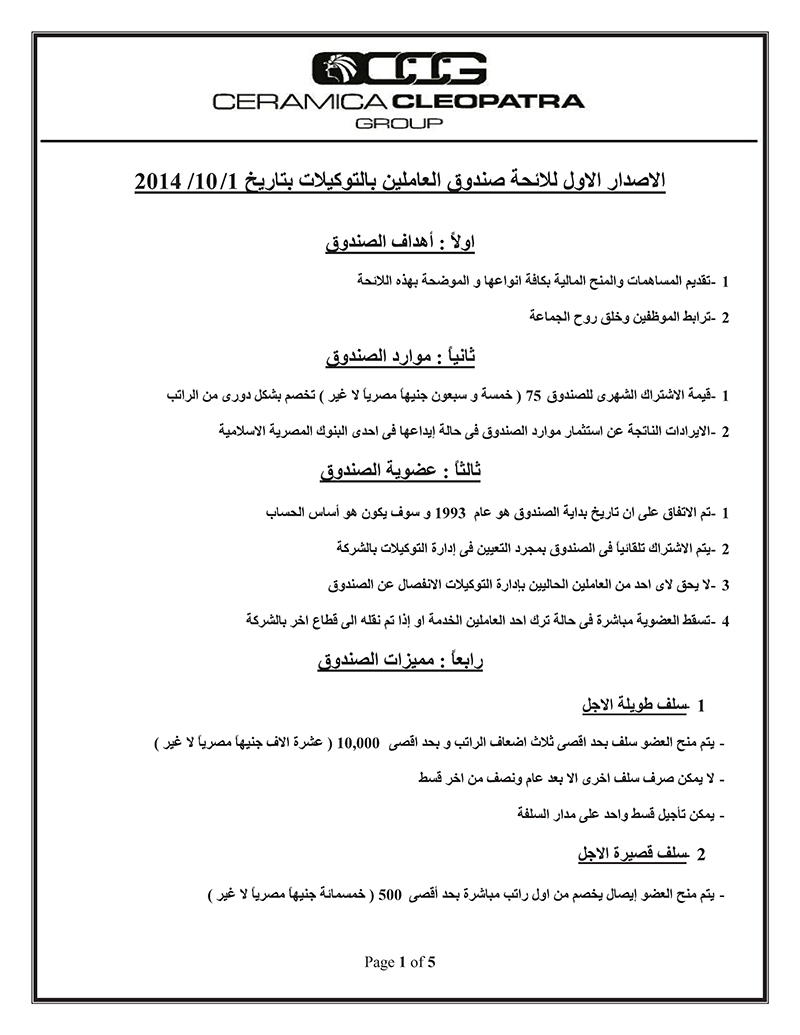 CCG
CERAMICA CLEOPATRA
GROUP
الاصدار الاول للائحة صندوق العاملين بالتوكيلات بتاريخ 10/1/ 2014
اولاً : أهداف الصندوق
1 -تقديم المساهمات والمنح المالية بكافة انواعها و الموضحة بهذه اللائحة
2 -ترابط الموظفين وخلق روح الجماعة
ثانياً : موارد الصندوق
1 -قيمة الاشتراك الشهرى للصندوق 75 ( خمسة و سبعون جنيهاً مصرياً لا غير ) تخصم بشكل دورى من الراتب
2 -الايرادات الناتجة عن استثمار موارد الصندوق فى حالة إيداعها فى احدى البنوك المصرية الاسلامية
ثالثاً : عضوية الصندوق
1 -تم الاتفاق على ان تاريخ بداية الصندوق هو عام 1993 و سوف يكون هو أساس الحساب
2 -يتم الاشتراك تلقائياً فى الصندوق بمجرد التعيين فى إدارة التوكيلات بالشركة
3 -لا يحق لاى احد من العاملين الحاليين بإدارة التوكيلات الانفصال عن الصندوق
4 -تسقط العضوية مباشرة فى حالة ترك احد العاملين الخدمة او إذا تم نقله الى قطاع اخر بالشركة
رابعاً : مميزات الصندوق
1 -سلف طويلة الاجل
- يتم منح العضو سلف بحد اقصى ثلاث اضعاف الراتب و بحد اقصى 10,000 ( عشرة الاف جنيهاً مصرياً لا غير )
- لا يمكن صرف سلف اخرى الا بعد عام ونصف من اخر قسط
- يمكن تأجيل قسط واحد على مدار السلفة
2 -سلف قصيرة الاجل
- يتم منح العضو إيصال يخصم من اول راتب مباشرة بحد أقصى 500 ( خمسمائة جنيهاً مصرياً لا غير )
Page 1 of 5